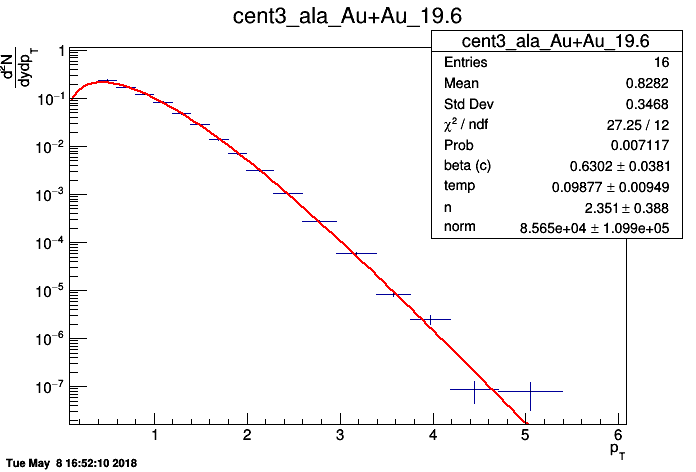 cent3_ala_Au+Au_19.6
d²N
dydp_T
1
10⁻¹
10⁻²
10⁻³
10⁻⁴
10⁻⁵
10⁻⁶
10⁻⁷
cent3_ala_Au+Au_19.6
Entries 16
Mean 0.8282
Std Dev 0.3468
χ² / ndf 27.25 / 12
Prob 0.007117
beta (c) 0.6302 ± 0.0381
temp 0.09877 ± 0.00949
n 2.351 ± 0.388
norm 8.565e+04 ± 1.099e+05
1 2 3 4 5 6
p_T
Tue May 8 16:52:10 2018